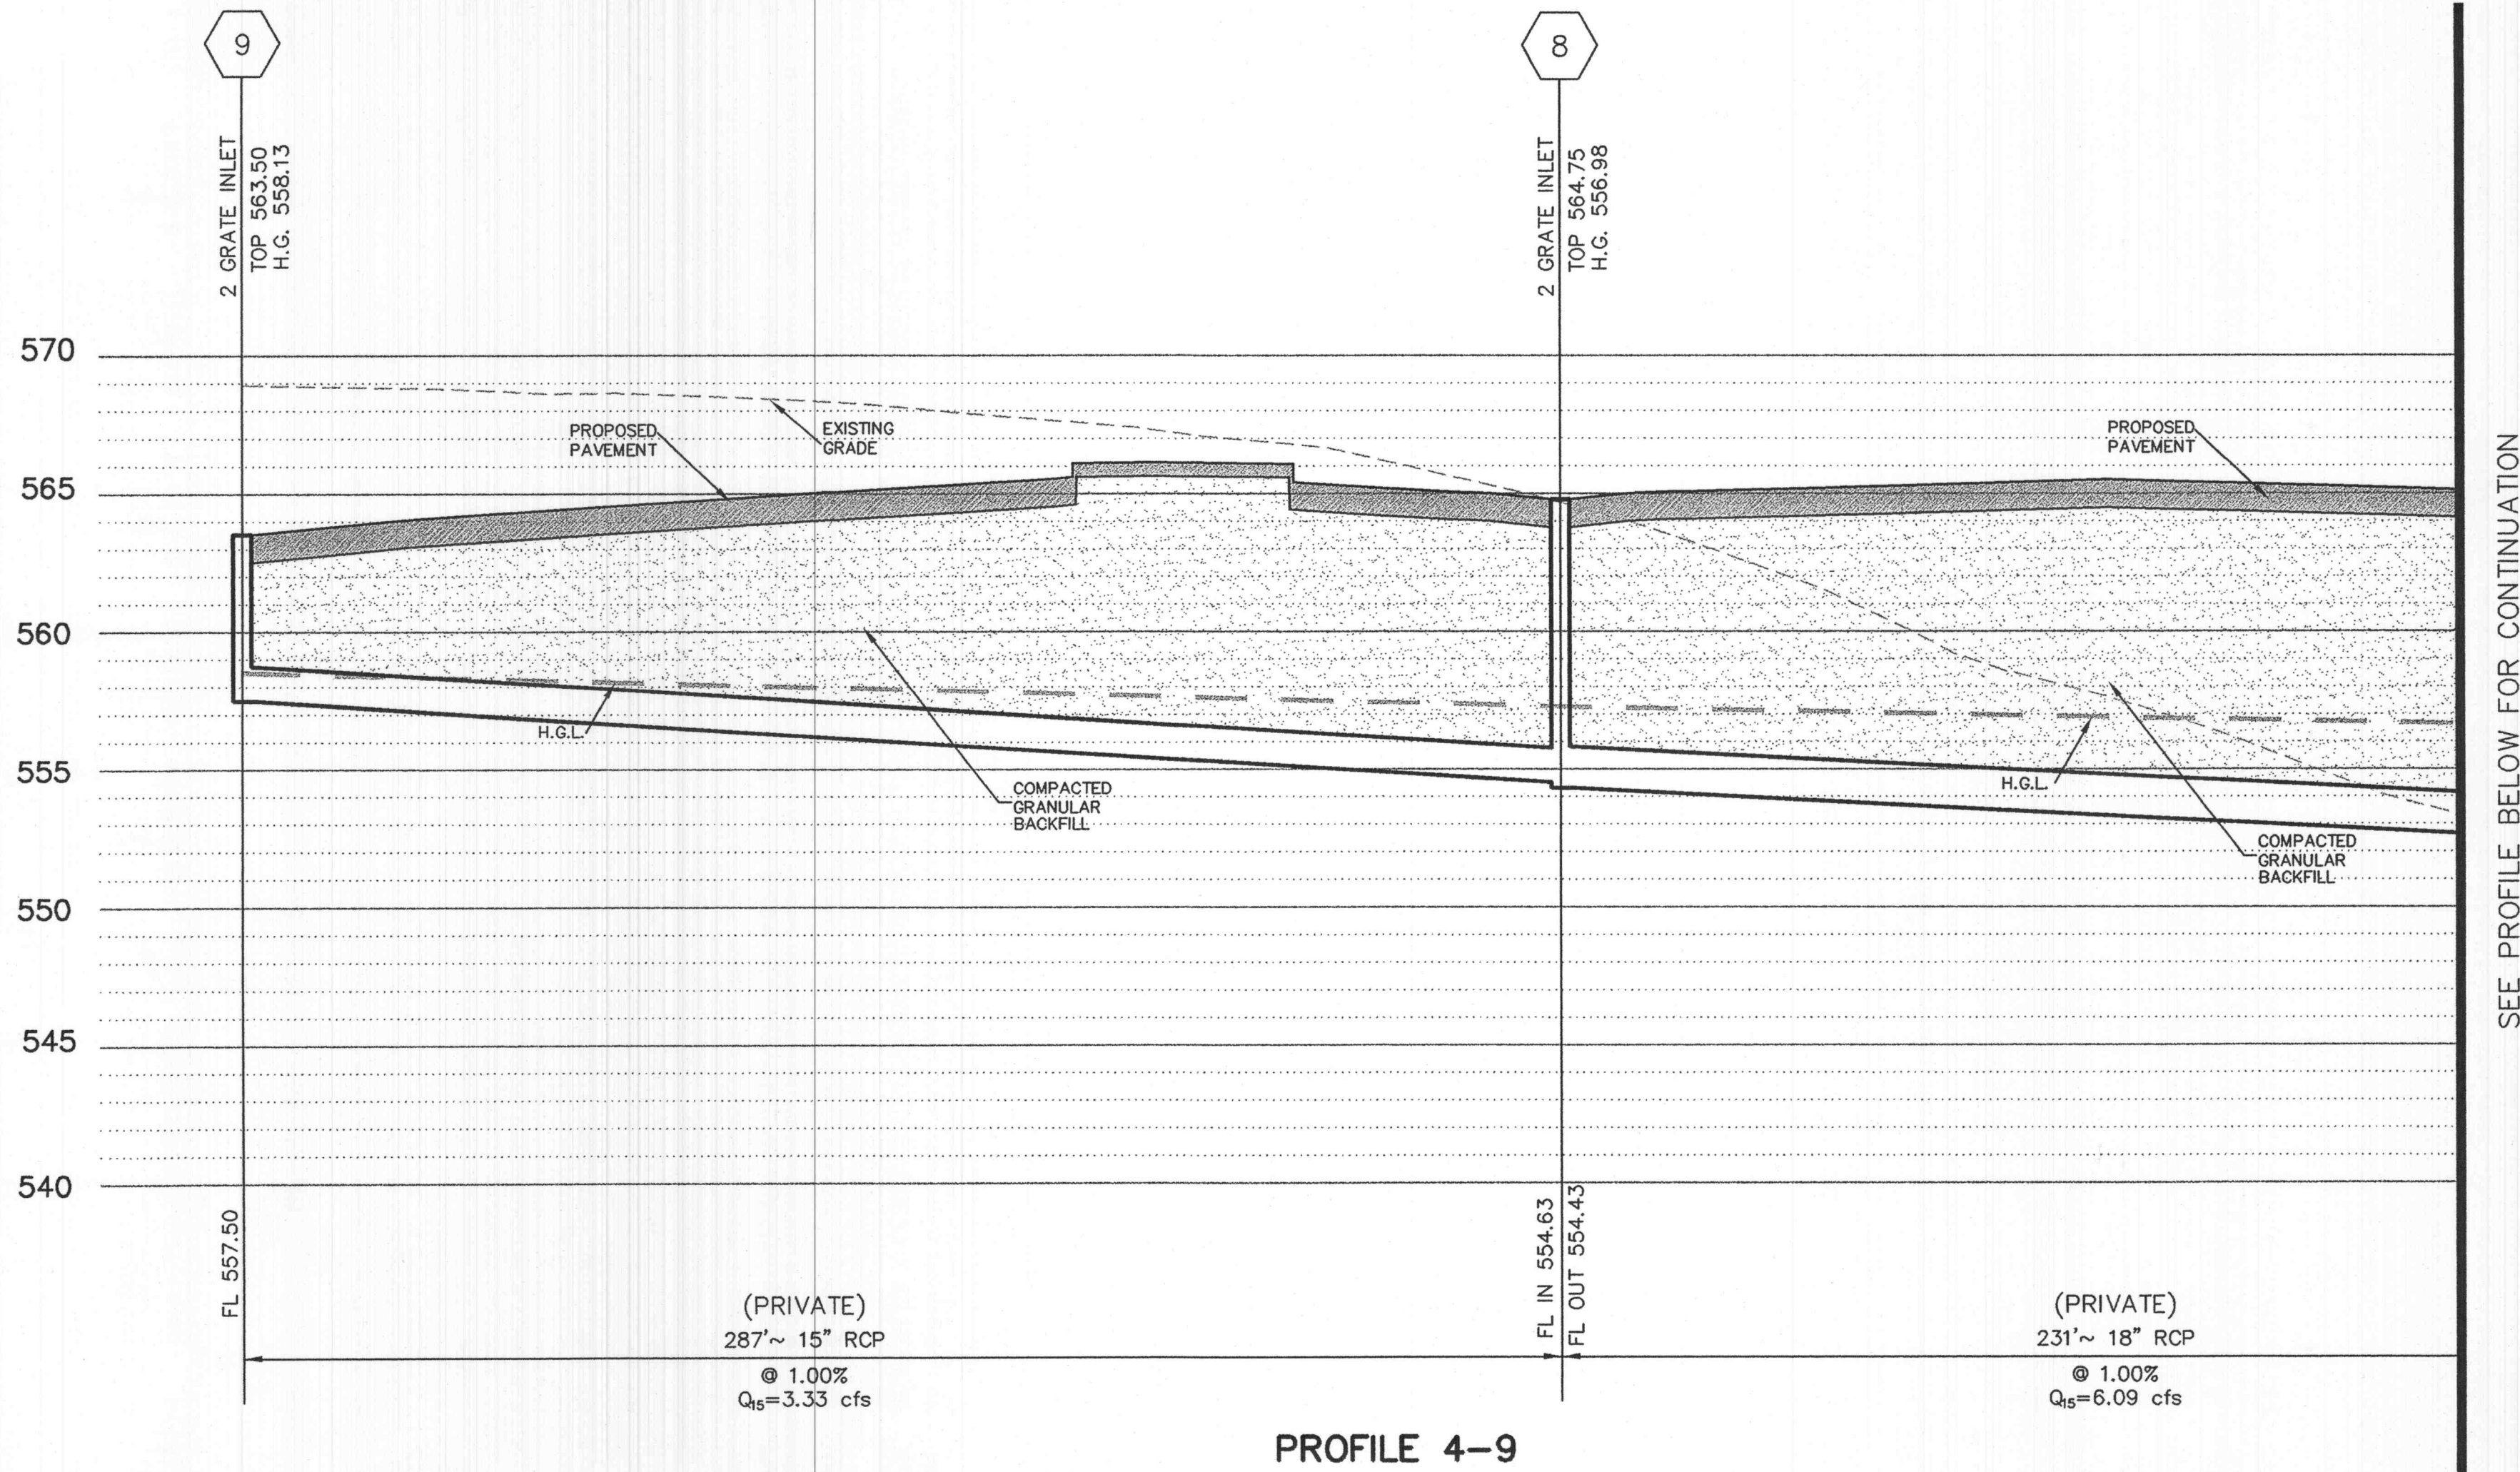 9
2 GRATE INLET
TOP 563.50
H.G. 558.13
8
2 GRATE INLET
TOP 564.75
H.G. 556.98
570
565
560
555
550
545
540
PROPOSED
PAVEMENT
EXISTING
GRADE
PROPOSED
PAVEMENT
H.G.L.
COMPACTED
GRANULAR
BACKFILL
H.G.L.
COMPACTED
GRANULAR
BACKFILL
SEE PROFILE BELOW FOR CONTINUATION
FL 557.50
FL IN 554.63
FL OUT 554.43
(PRIVATE)
287'~ 15" RCP
@ 1.00%
Q15=3.33 cfs
(PRIVATE)
231'~ 18" RCP
@ 1.00%
Q15=6.09 cfs
PROFILE 4-9